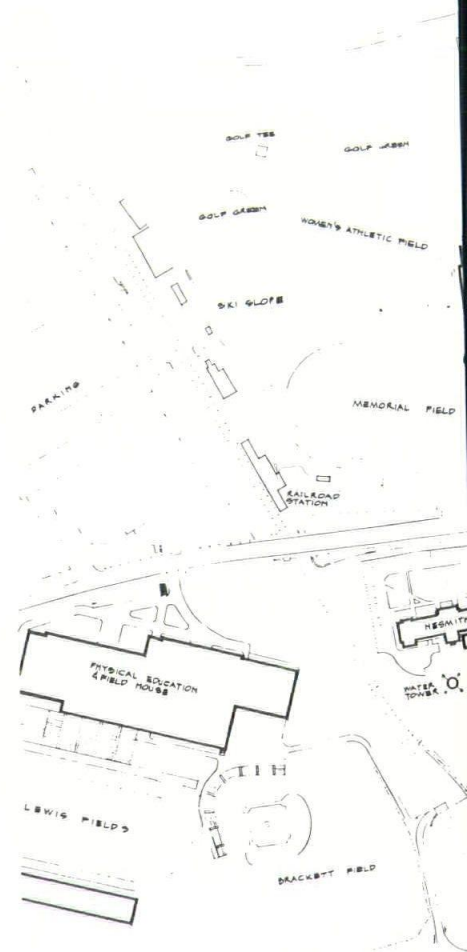 GOLF TEE
GOLF GREEN
GOLF GREEN
WOMEN'S ATHLETIC FIELD
SKI SLOPE
PARKING
MEMORIAL FIELD
RAILROAD
STATION
NESMITH
PHYSICAL EDUCATION
& FIELD HOUSE
WATER
TOWER
LEWIS FIELDS
BRACKETT FIELD